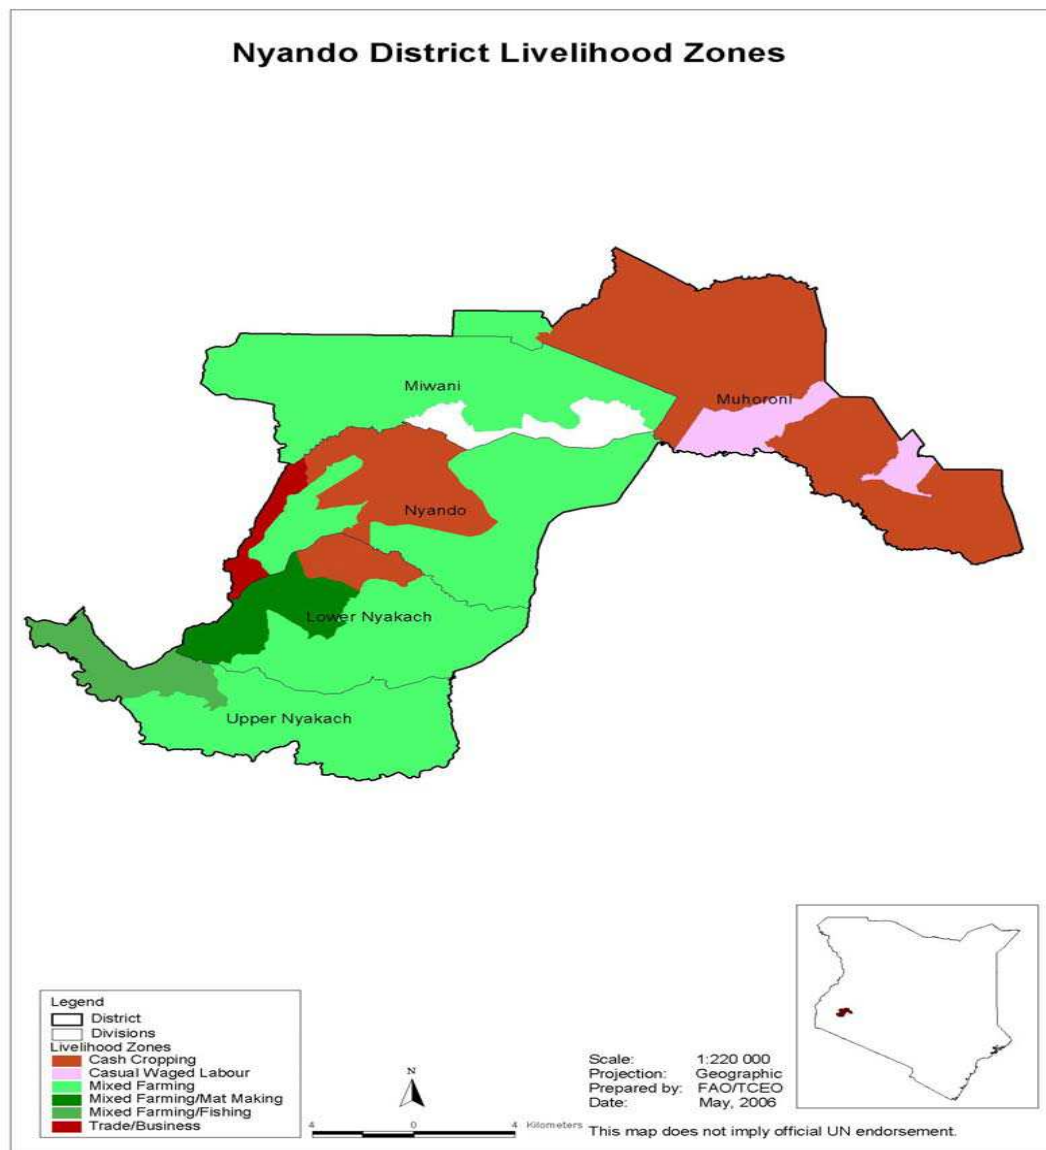 Nyando District Livelihood Zones
Miwani
Muhoroni
Nyando
Lower Nyakach
Upper Nyakach
Legend
District
Divisions
Livelihood Zones
Cash Cropping
Casual Waged Labour
Mixed Farming
Mixed Farming/Mat Making
Mixed Farming/Fishing
Trade/Business
N
4 0 4 Kilometers
Scale: 1:220 000
Projection: Geographic
Prepared by: FAO/TCEO
Date: May, 2006
This map does not imply official UN endorsement.